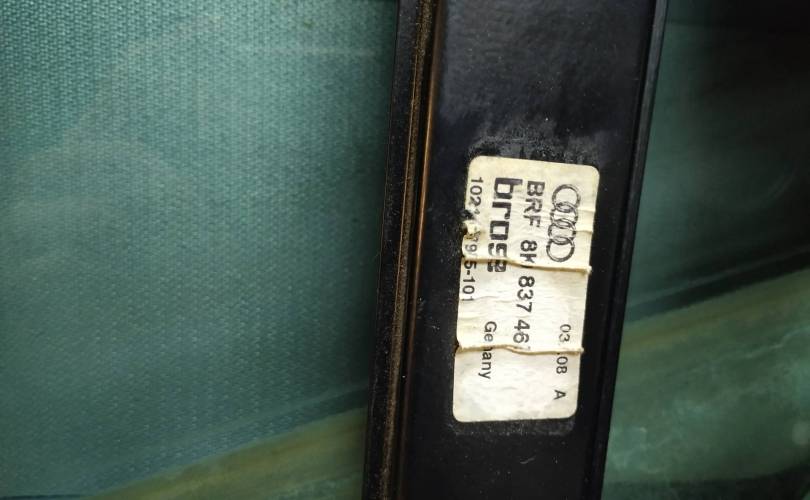 03.08 A
BRF 8K 837 46
brose
Germany